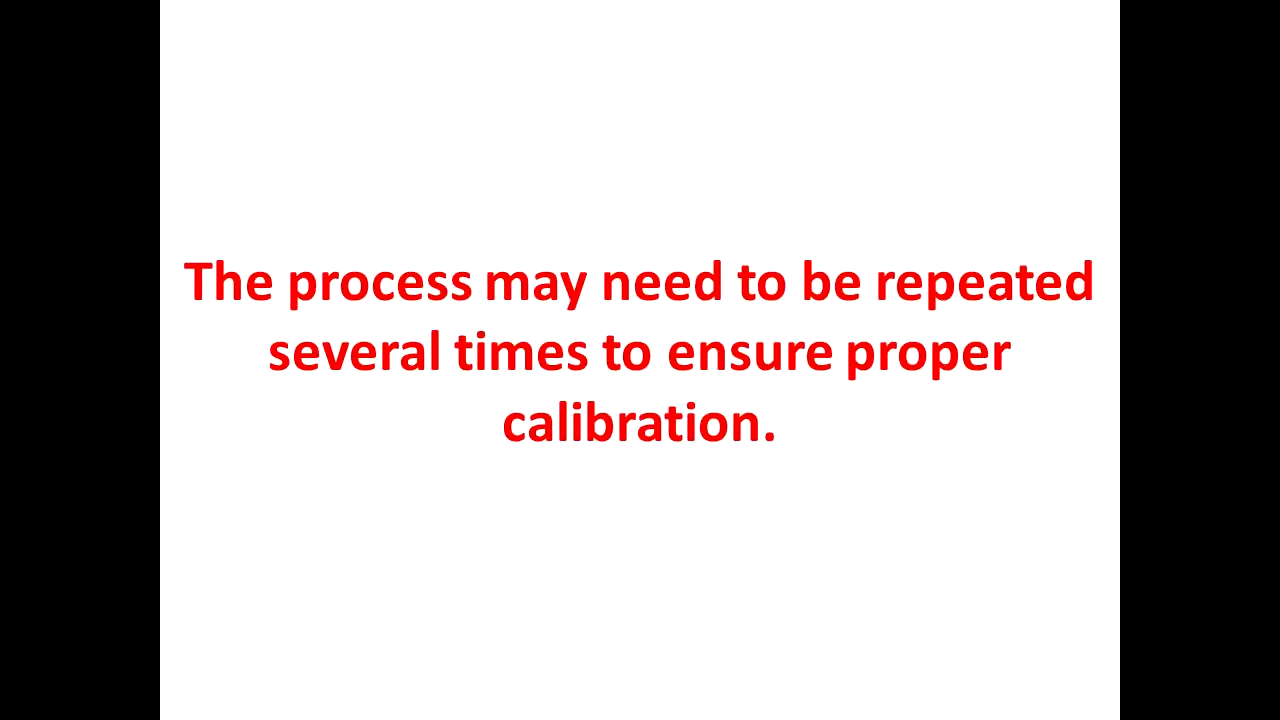 The process may need to be repeated
several times to ensure proper
calibration.